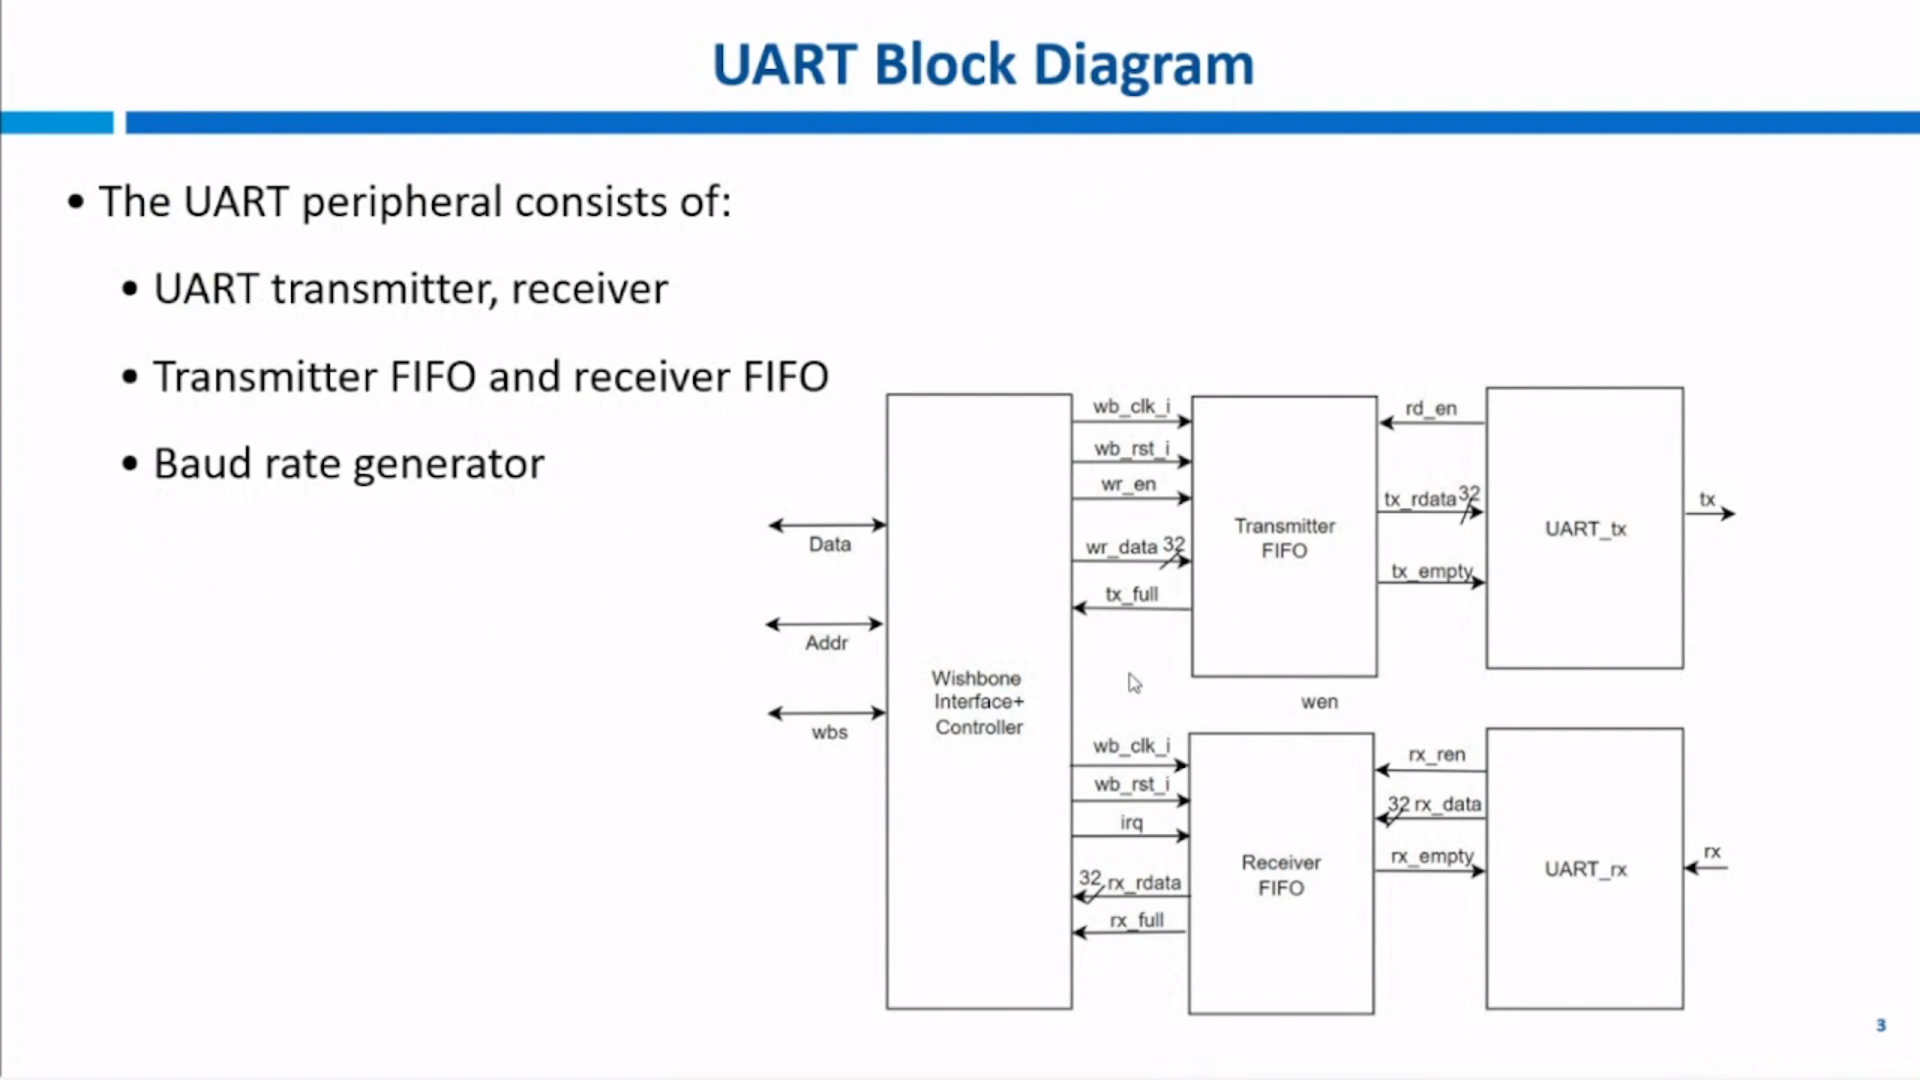 UART Block Diagram
• The UART peripheral consists of:
• UART transmitter, receiver
• Transmitter FIFO and receiver FIFO
• Baud rate generator
Data
Addr
wbs
Wishbone
Interface+
Controller
wb_clk_i
wb_rst_i
wr_en
wr_data 32
tx_full
Transmitter
FIFO
rd_en
tx_rdata 32
tx_empty
UART_tx
tx
wen
wb_clk_i
wb_rst_i
irq
32 rx_rdata
rx_full
Receiver
FIFO
rx_ren
32 rx_data
rx_empty
UART_rx
rx
3